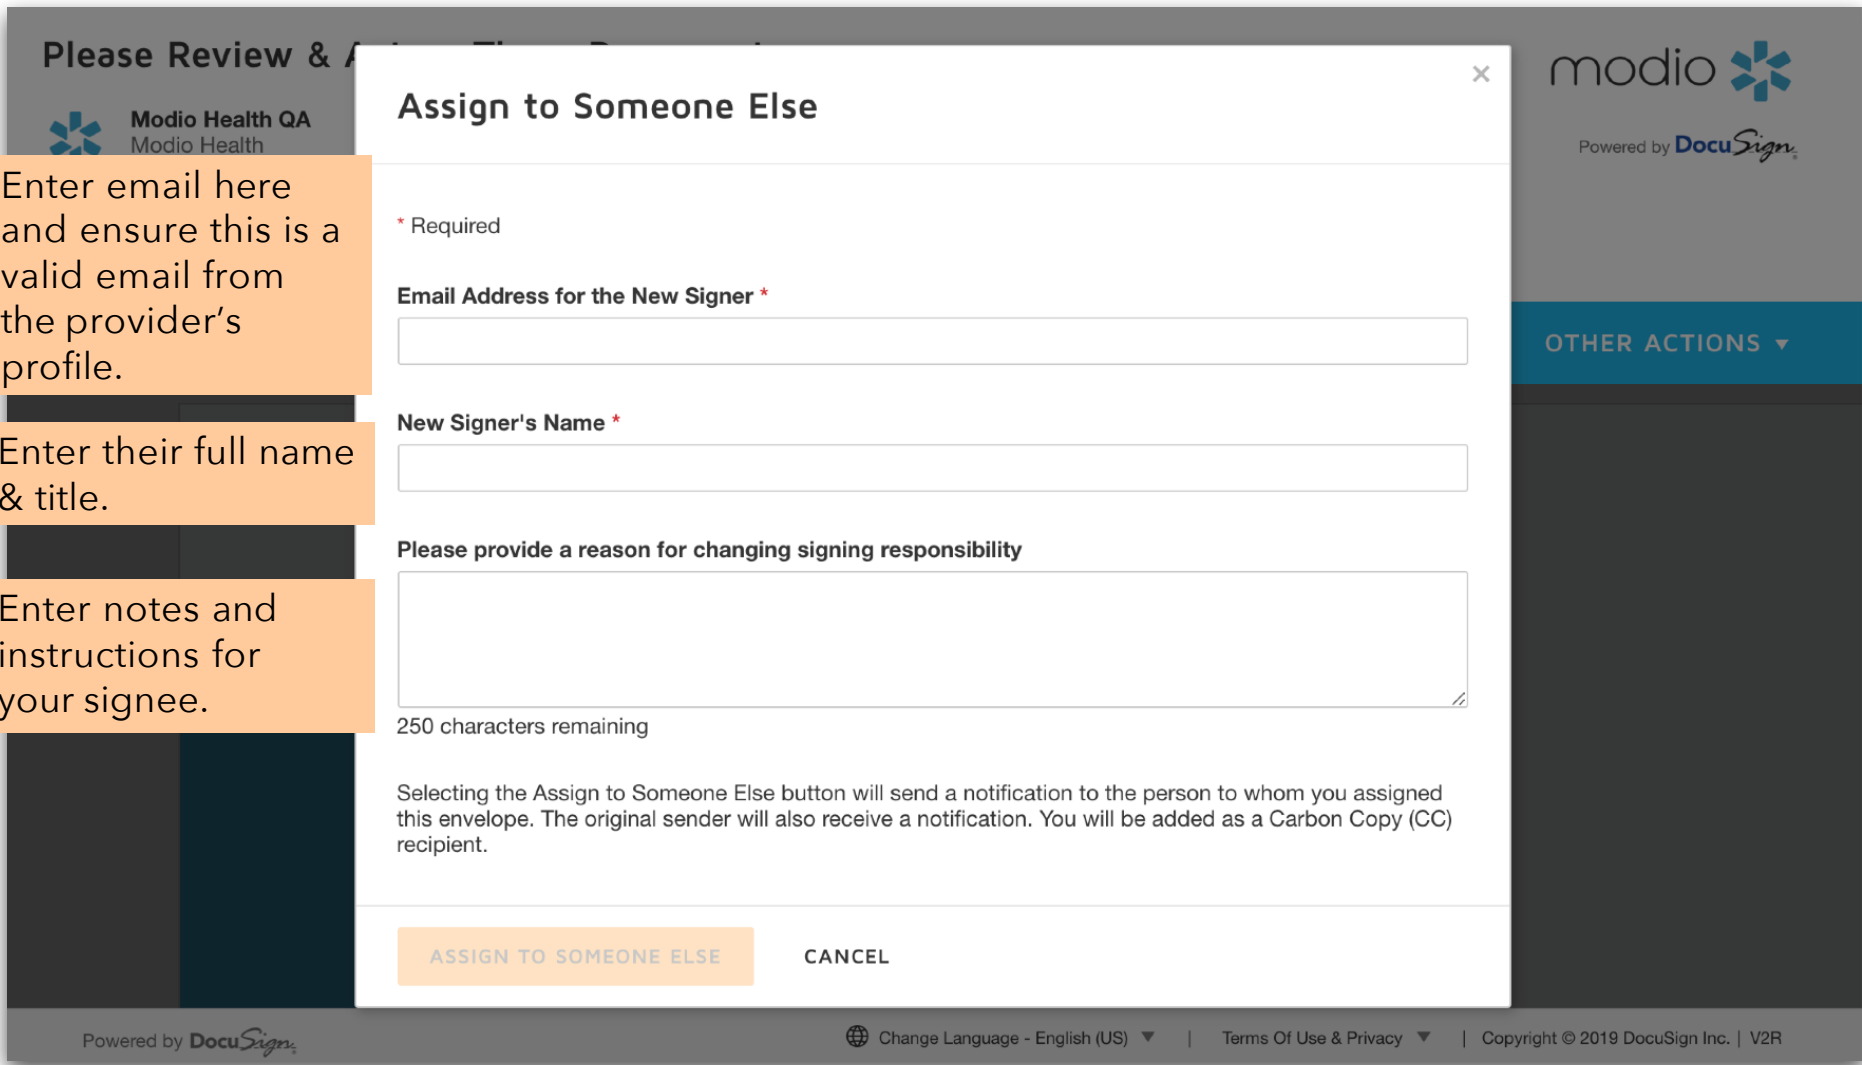 Please Review & A
modio
Modio Health QA
Modio Health
Powered by DocuSign
Assign to Someone Else
×
Enter email here
and ensure this is a
valid email from
the provider’s
profile.
* Required
Email Address for the New Signer *
OTHER ACTIONS ▼
New Signer's Name *
Enter their full name
& title.
Please provide a reason for changing signing responsibility
Enter notes and
instructions for
your signee.
250 characters remaining
Selecting the Assign to Someone Else button will send a notification to the person to whom you assigned
this envelope. The original sender will also receive a notification. You will be added as a Carbon Copy (CC)
recipient.
ASSIGN TO SOMEONE ELSE CANCEL
Powered by DocuSign Change Language - English (US) ▼ | Terms Of Use & Privacy ▼ | Copyright © 2019 DocuSign Inc. | V2R